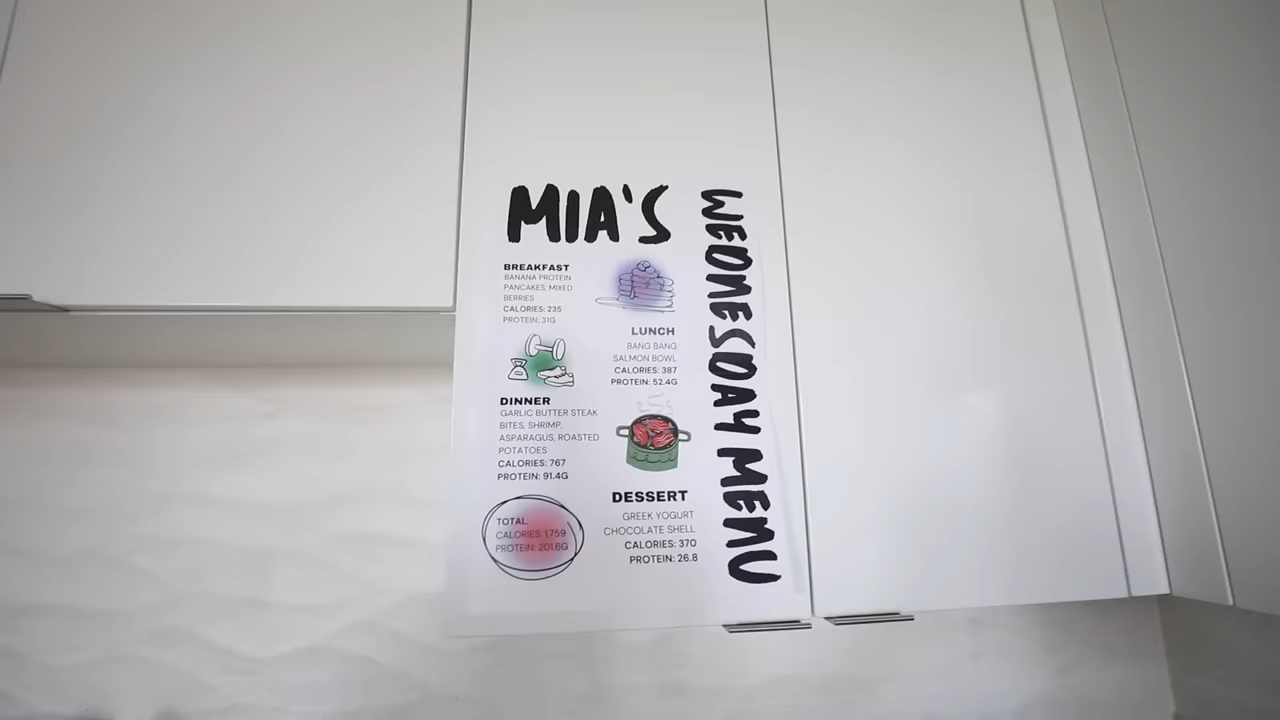 MIA'S
WEDNESDAY MENU
BREAKFAST
BANANA PROTEIN
PANCAKES, MIXED
BERRIES
CALORIES: 235
PROTEIN: 31G
LUNCH
BANG BANG
SALMON BOWL
CALORIES: 387
PROTEIN: 52.4G
DINNER
GARLIC BUTTER STEAK
BITES, SHRIMP,
ASPARAGUS, ROASTED
POTATOES
CALORIES: 767
PROTEIN: 91.4G
DESSERT
GREEK YOGURT
CHOCOLATE SHELL
CALORIES: 370
PROTEIN: 26.8
TOTAL:
CALORIES: 1,759
PROTEIN: 201.6G